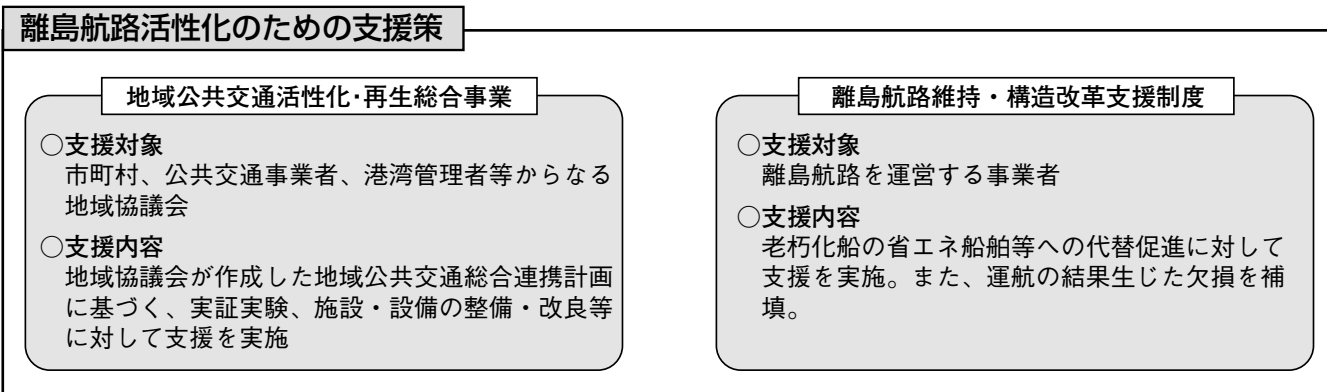 離島航路活性化のための支援策
地域公共交通活性化･再生総合事業
○支援対象
市町村、公共交通事業者、港湾管理者等からなる
地域協議会
○支援内容
地域協議会が作成した地域公共交通総合連携計画
に基づく、実証実験、施設・設備の整備・改良等
に対して支援を実施
離島航路維持・構造改革支援制度
○支援対象
離島航路を運営する事業者
○支援内容
老朽化船の省エネ船舶等への代替促進に対して
支援を実施。また、運航の結果生じた欠損を補
填。